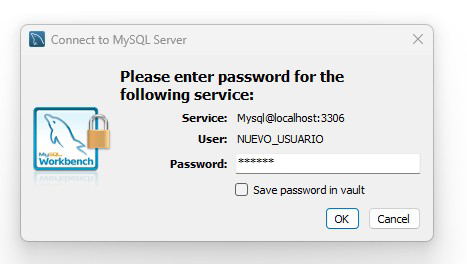 Connect to MySQL Server
Please enter password for the
following service:
Service: Mysql@localhost:3306
User: NUEVO_USUARIO
Password: ******
MySQL
Workbench
Save password in vault
OK Cancel